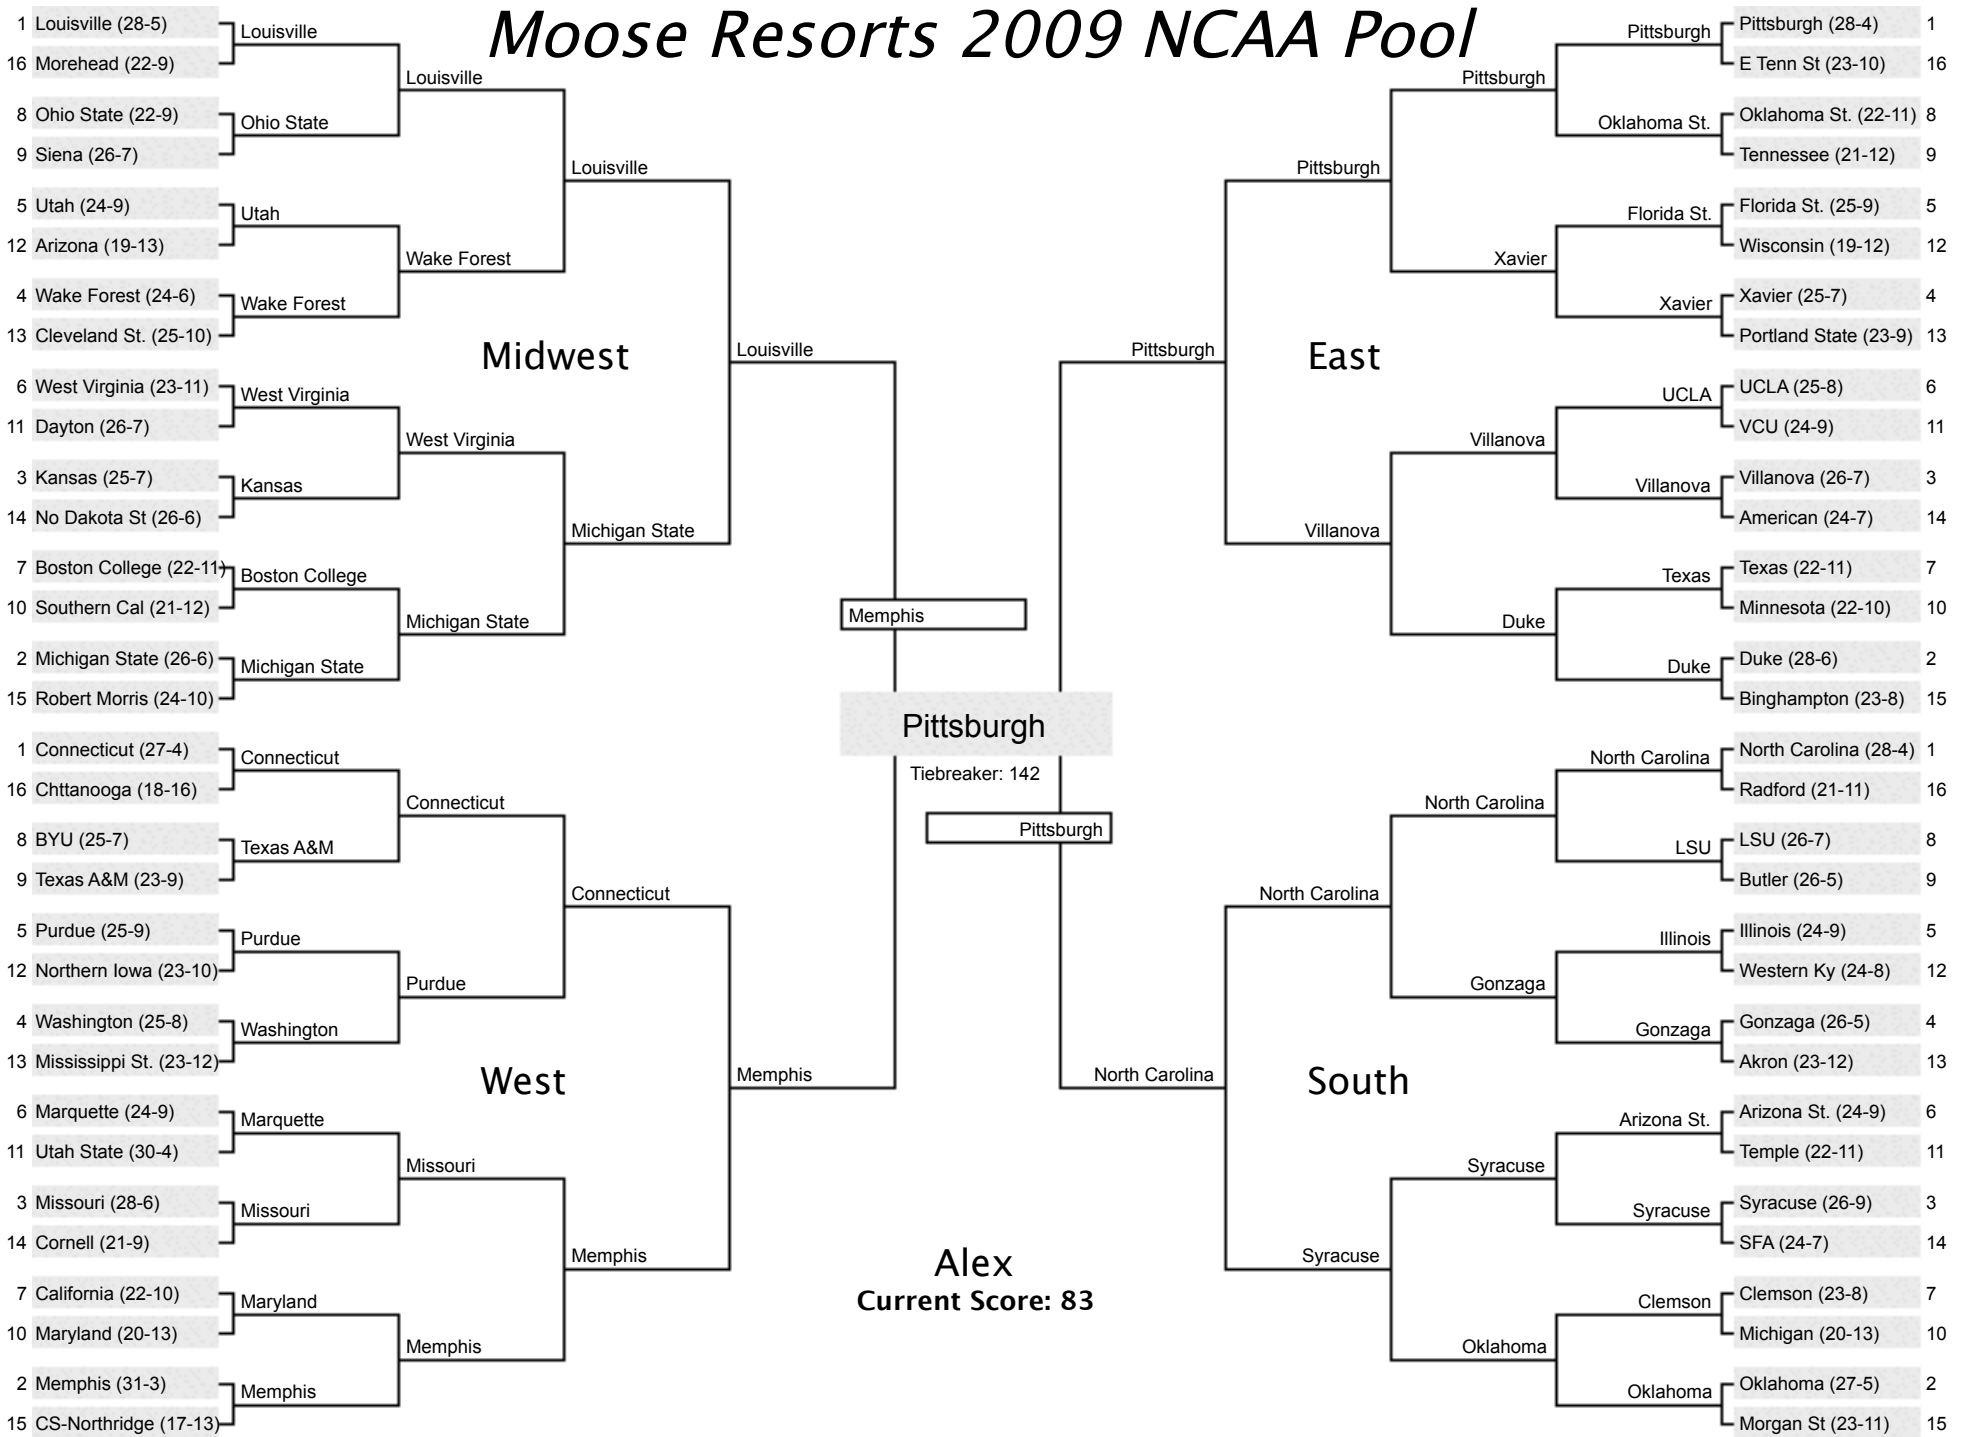 Moose Resorts 2009 NCAA Pool
1 Louisville (28-5)
16 Morehead (22-9)
8 Ohio State (22-9)
9 Siena (26-7)
5 Utah (24-9)
12 Arizona (19-13)
4 Wake Forest (24-6)
13 Cleveland St. (25-10)
6 West Virginia (23-11)
11 Dayton (26-7)
3 Kansas (25-7)
14 No Dakota St (26-6)
7 Boston College (22-11)
10 Southern Cal (21-12)
2 Michigan State (26-6)
15 Robert Morris (24-10)
Louisville
Ohio State
Utah
Wake Forest
West Virginia
Kansas
Boston College
Michigan State
Louisville
Wake Forest
West Virginia
Michigan State
Louisville
Michigan State
Midwest
Louisville
1 Connecticut (27-4)
16 Chttanooga (18-16)
8 BYU (25-7)
9 Texas A&M (23-9)
5 Purdue (25-9)
12 Northern Iowa (23-10)
4 Washington (25-8)
13 Mississippi St. (23-12)
6 Marquette (24-9)
11 Utah State (30-4)
3 Missouri (28-6)
14 Cornell (21-9)
7 California (22-10)
10 Maryland (20-13)
2 Memphis (31-3)
15 CS-Northridge (17-13)
Connecticut
Texas A&M
Purdue
Washington
Marquette
Missouri
Maryland
Memphis
Connecticut
Purdue
Missouri
Memphis
Connecticut
Memphis
West
Memphis
Memphis
Pittsburgh
Tiebreaker: 142
Pittsburgh
Alex
Current Score: 83
Pittsburgh
East
Pittsburgh
Villanova
Pittsburgh
Xavier
Villanova
Duke
Pittsburgh
Oklahoma St.
Florida St.
Xavier
UCLA
Villanova
Texas
Duke
Pittsburgh (28-4) 1
E Tenn St (23-10) 16
Oklahoma St. (22-11) 8
Tennessee (21-12) 9
Florida St. (25-9) 5
Wisconsin (19-12) 12
Xavier (25-7) 4
Portland State (23-9) 13
UCLA (25-8) 6
VCU (24-9) 11
Villanova (26-7) 3
American (24-7) 14
Texas (22-11) 7
Minnesota (22-10) 10
Duke (28-6) 2
Binghampton (23-8) 15
North Carolina
South
North Carolina
Syracuse
North Carolina
Gonzaga
Syracuse
Oklahoma
North Carolina
LSU
Illinois
Gonzaga
Arizona St.
Syracuse
Clemson
Oklahoma
North Carolina (28-4) 1
Radford (21-11) 16
LSU (26-7) 8
Butler (26-5) 9
Illinois (24-9) 5
Western Ky (24-8) 12
Gonzaga (26-5) 4
Akron (23-12) 13
Arizona St. (24-9) 6
Temple (22-11) 11
Syracuse (26-9) 3
SFA (24-7) 14
Clemson (23-8) 7
Michigan (20-13) 10
Oklahoma (27-5) 2
Morgan St (23-11) 15